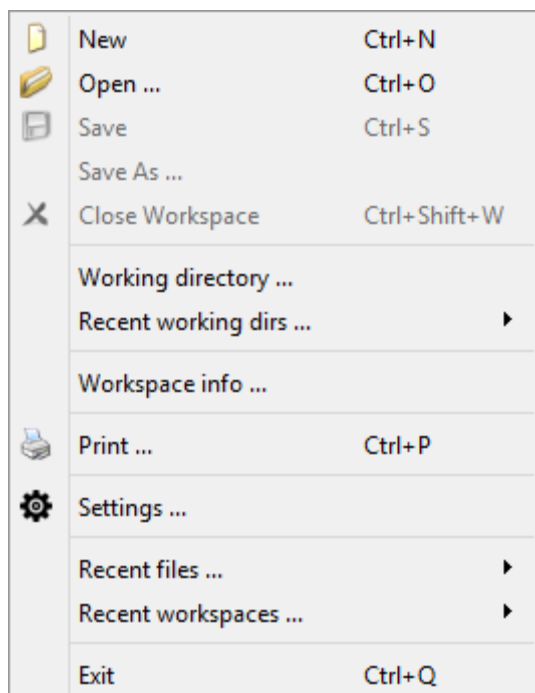 New Ctrl+N
Open ... Ctrl+O
Save Ctrl+S
Save As ...
Close Workspace Ctrl+Shift+W
Working directory ...
Recent working dirs ...
Workspace info ...
Print ... Ctrl+P
Settings ...
Recent files ...
Recent workspaces ...
Exit Ctrl+Q